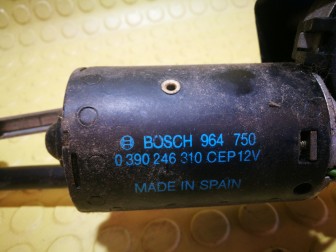 BOSCH 964 750
0 390 246 310 CEP 12V
MADE IN SPAIN